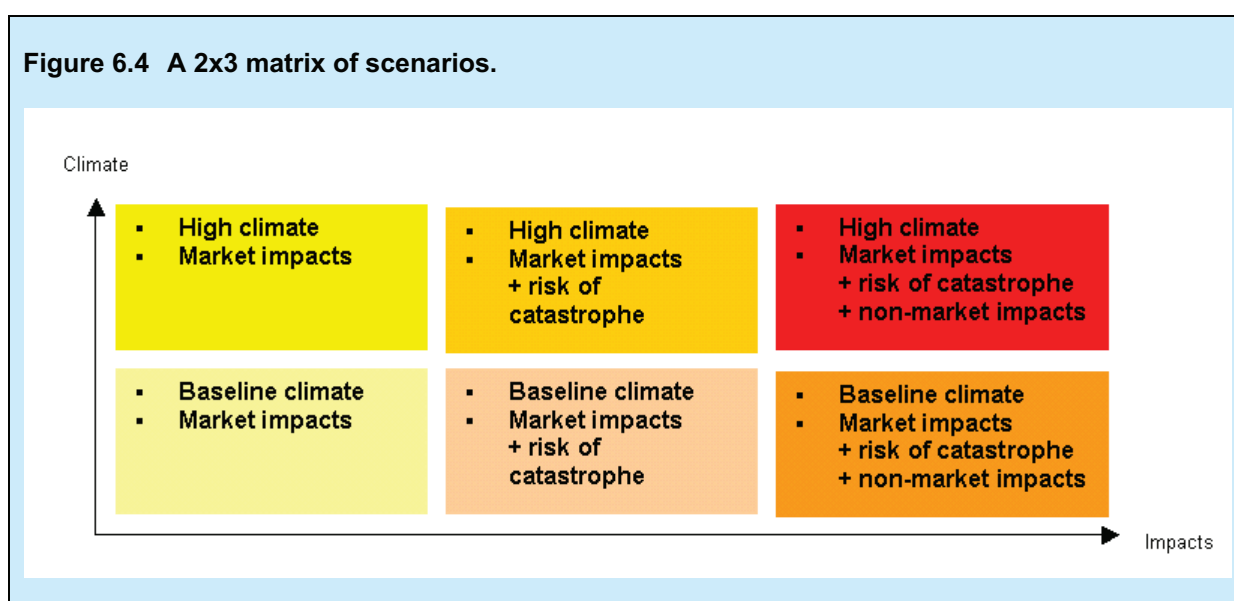 Figure 6.4 A 2x3 matrix of scenarios.
Climate
▪ High climate
▪ Market impacts
▪ High climate
▪ Market impacts
+ risk of
catastrophe
▪ High climate
▪ Market impacts
+ risk of catastrophe
+ non-market impacts
▪ Baseline climate
▪ Market impacts
▪ Baseline climate
▪ Market impacts
+ risk of
catastrophe
▪ Baseline climate
▪ Market impacts
+ risk of catastrophe
+ non-market impacts
Impacts